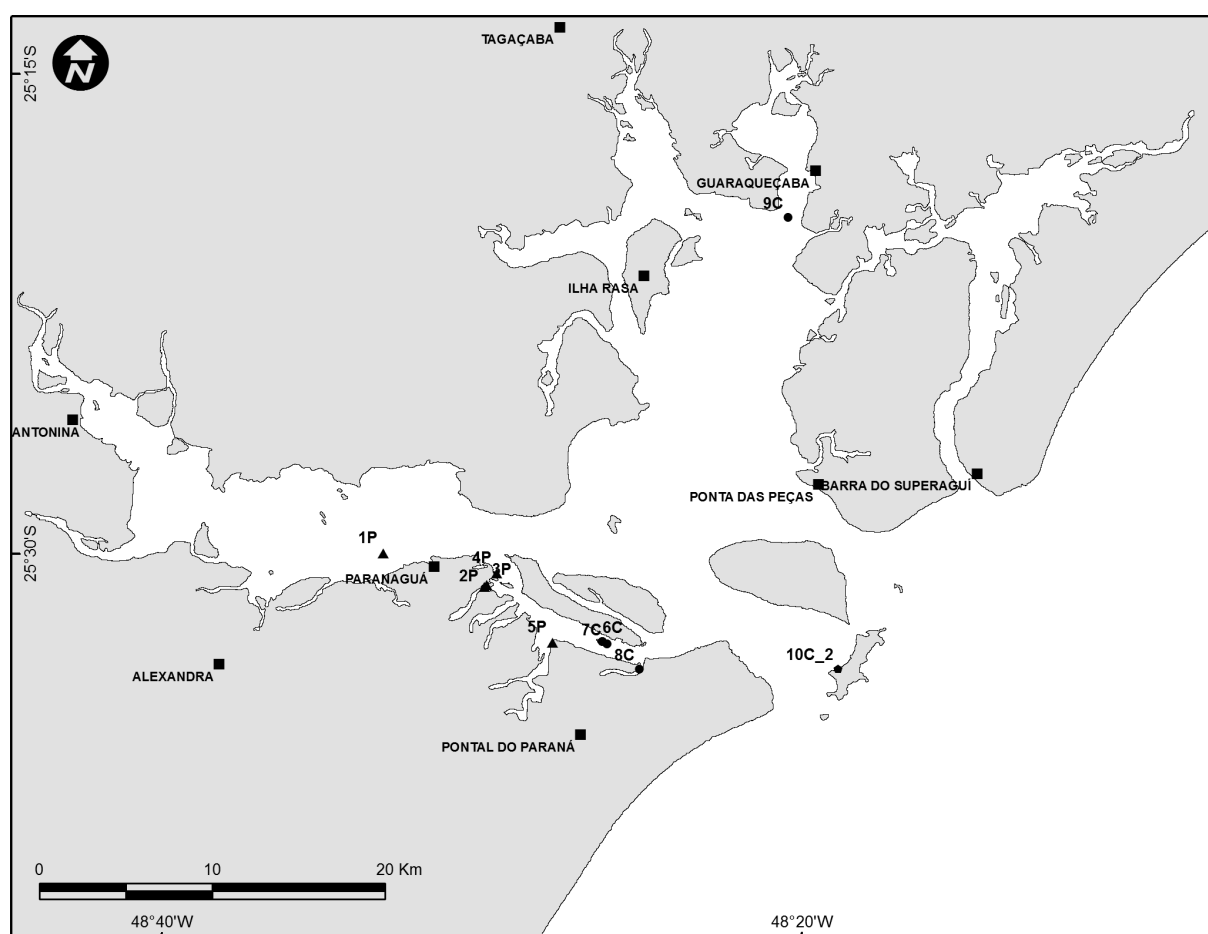 TAGAÇABA
N
25°15'S
GUARAQUEÇABA
9C
ILHA RASA
ANTONINA
PONTA DAS PEÇAS
BARRA DO SUPERAGUÍ
25°30'S
1P
4P
3P
2P
PARANAGUÁ
5P
7C
6C
8C
10C_2
ALEXANDRA
PONTAL DO PARANÁ
0 10 20 Km
48°40'W
48°20'W